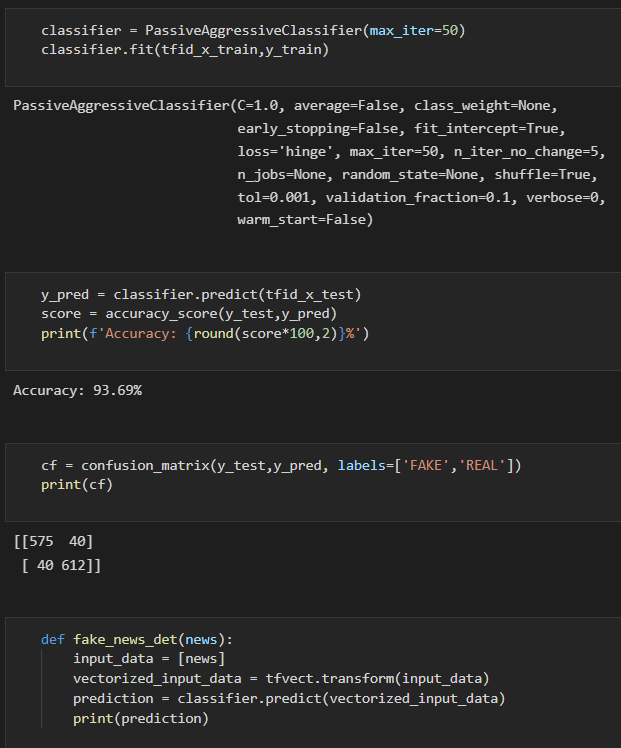 classifier = PassiveAggressiveClassifier(max_iter=50)
classifier.fit(tfid_x_train,y_train)
PassiveAggressiveClassifier(C=1.0, average=False, class_weight=None,
early_stopping=False, fit_intercept=True,
loss='hinge', max_iter=50, n_iter_no_change=5,
n_jobs=None, random_state=None, shuffle=True,
tol=0.001, validation_fraction=0.1, verbose=0,
warm_start=False)
y_pred = classifier.predict(tfid_x_test)
score = accuracy_score(y_test,y_pred)
print(f'Accuracy: {round(score*100,2)}%')
Accuracy: 93.69%
cf = confusion_matrix(y_test,y_pred, labels=['FAKE','REAL'])
print(cf)
[[575  40]
 [ 40 612]]
def fake_news_det(news):
    input_data = [news]
    vectorized_input_data = tfvect.transform(input_data)
    prediction = classifier.predict(vectorized_input_data)
    print(prediction)